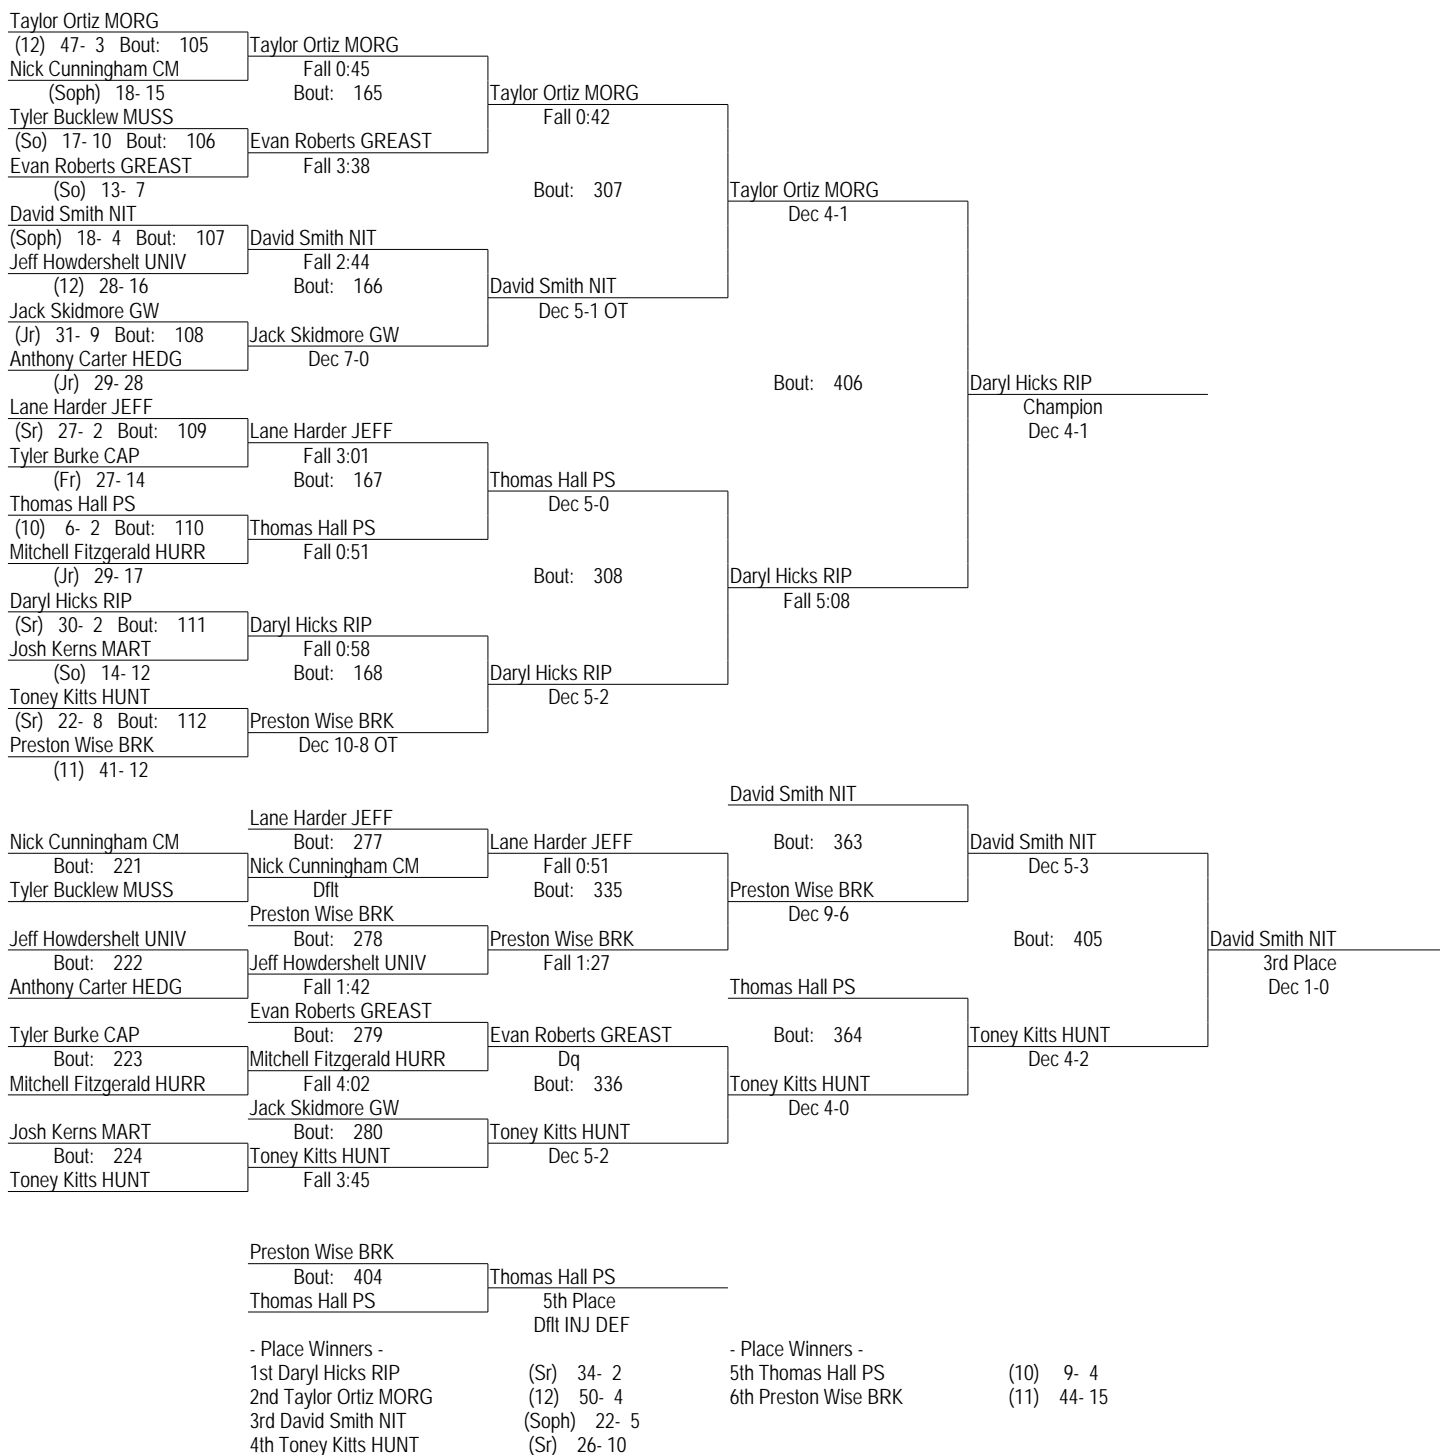 Taylor Ortiz MORG
(12) 47- 3 Bout: 105 Taylor Ortiz MORG
Nick Cunningham CM Fall 0:45
(Soph) 18- 15 Bout: 165 Taylor Ortiz MORG
Tyler Bucklew MUSS Fall 0:42
(So) 17- 10 Bout: 106 Evan Roberts GREAST
Evan Roberts GREAST Fall 3:38
(So) 13- 7 Bout: 307 Taylor Ortiz MORG
David Smith NIT Dec 4-1
(Soph) 18- 4 Bout: 107 David Smith NIT
Jeff Howdershelt UNIV Fall 2:44
(12) 28- 16 Bout: 166 David Smith NIT
Jack Skidmore GW Dec 5-1 OT
(Jr) 31- 9 Bout: 108 Jack Skidmore GW
Anthony Carter HEDG Dec 7-0
(Jr) 29- 28 Bout: 406 Daryl Hicks RIP
Lane Harder JEFF Champion
(Sr) 27- 2 Bout: 109 Lane Harder JEFF Dec 4-1
Tyler Burke CAP Fall 3:01
(Fr) 27- 14 Bout: 167 Thomas Hall PS
Thomas Hall PS Dec 5-0
(10) 6- 2 Bout: 110 Thomas Hall PS
Mitchell Fitzgerald HURR Fall 0:51
(Jr) 29- 17 Bout: 308 Daryl Hicks RIP
Daryl Hicks RIP Fall 5:08
(Sr) 30- 2 Bout: 111 Daryl Hicks RIP
Josh Kerns MART Fall 0:58
(So) 14- 12 Bout: 168 Daryl Hicks RIP
Toney Kitts HUNT Dec 5-2
(Sr) 22- 8 Bout: 112 Preston Wise BRK
Preston Wise BRK Dec 10-8 OT
(11) 41- 12
David Smith NIT
Lane Harder JEFF
Nick Cunningham CM Bout: 277 Lane Harder JEFF Bout: 363 David Smith NIT
Bout: 221 Nick Cunningham CM Fall 0:51 Dec 5-3
Tyler Bucklew MUSS Dflt Bout: 335 Preston Wise BRK
Preston Wise BRK Dec 9-6
Jeff Howdershelt UNIV Bout: 278 Preston Wise BRK Bout: 405 David Smith NIT
Bout: 222 Jeff Howdershelt UNIV Fall 1:27 3rd Place
Anthony Carter HEDG Fall 1:42 Thomas Hall PS Dec 1-0
Evan Roberts GREAST
Tyler Burke CAP Bout: 279 Evan Roberts GREAST Bout: 364 Toney Kitts HUNT
Bout: 223 Mitchell Fitzgerald HURR Dq Dec 4-2
Mitchell Fitzgerald HURR Fall 4:02 Bout: 336 Toney Kitts HUNT
Jack Skidmore GW Dec 4-0
Josh Kerns MART Bout: 280 Toney Kitts HUNT
Bout: 224 Toney Kitts HUNT Dec 5-2
Toney Kitts HUNT Fall 3:45
Preston Wise BRK
Bout: 404 Thomas Hall PS
Thomas Hall PS 5th Place
Dflt INJ DEF
- Place Winners - - Place Winners -
1st Daryl Hicks RIP (Sr) 34- 2 5th Thomas Hall PS (10) 9- 4
2nd Taylor Ortiz MORG (12) 50- 4 6th Preston Wise BRK (11) 44- 15
3rd David Smith NIT (Soph) 22- 5
4th Toney Kitts HUNT (Sr) 26- 10